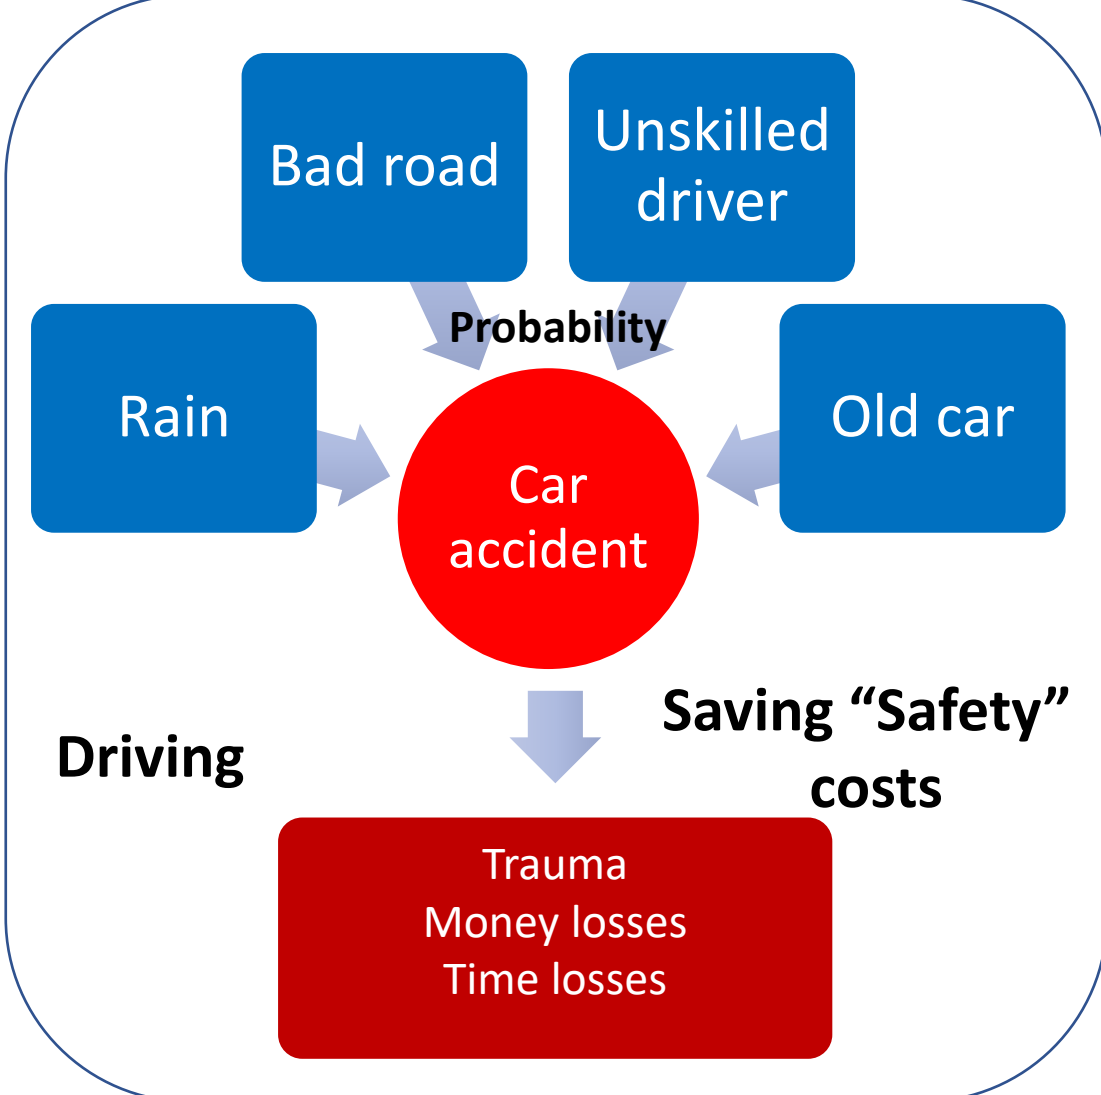 Bad road
Unskilled
driver
Probability
Rain
Old car
Car
accident
Driving
Saving “Safety”
costs
Trauma
Money losses
Time losses